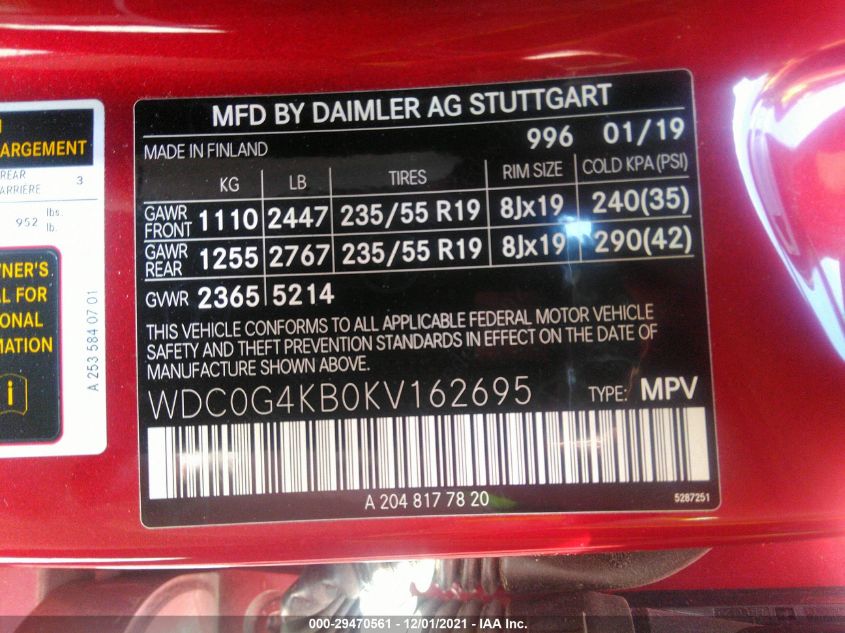 ARGEMENT
REAR
ARRIÈRE 3
952 lbs.
lb.
WNER'S
AL FOR
IONAL
MATION
i
A 253 584 07 01
MFD BY DAIMLER AG STUTTGART
MADE IN FINLAND 996 01/19
KG LB TIRES RIM SIZE COLD KPA(PSI)
GAWR FRONT 1110 2447 235/55 R19 8Jx19 240(35)
GAWR REAR 1255 2767 235/55 R19 8Jx19 290(42)
GVWR 2365 5214
THIS VEHICLE CONFORMS TO ALL APPLICABLE FEDERAL MOTOR VEHICLE
SAFETY AND THEFT PREVENTION STANDARDS IN EFFECT ON THE DATE OF
MANUFACTURE SHOWN ABOVE.
WDC0G4KB0KV162695 TYPE: MPV
A 204 817 78 20
5287251
000-29470561 - 12/01/2021 - IAA Inc.